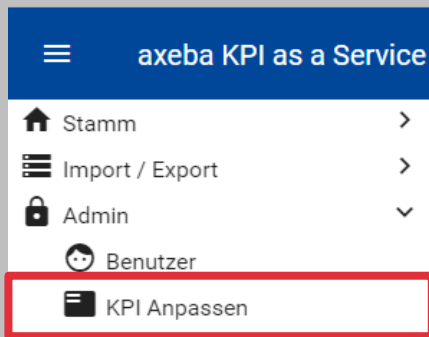 axeba KPI as a Service
Stamm
Import / Export
Admin
Benutzer
KPI Anpassen